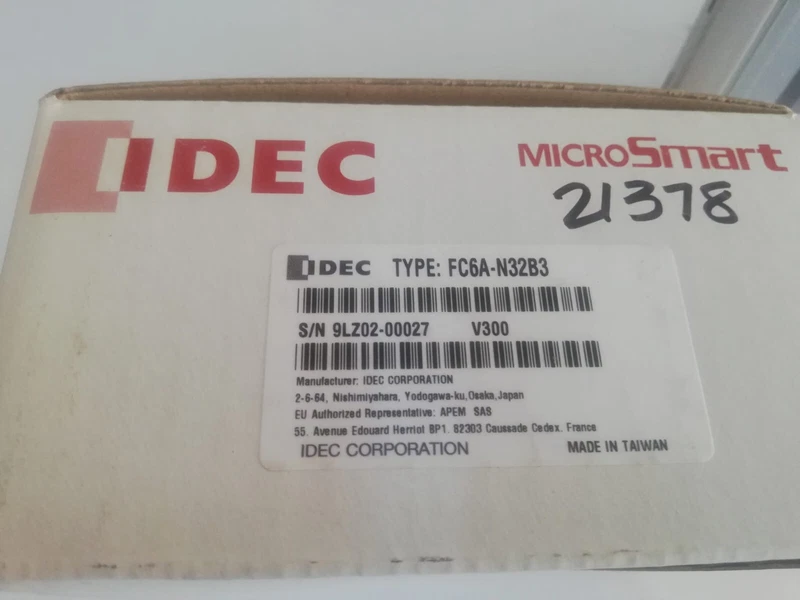 IDEC
MICROSmart
21378
IDEC TYPE: FC6A-N32B3
S/N 9LZ02-00027 V300
Manufacturer: IDEC CORPORATION
2-6-64, Nishimiyahara, Yodogawa-ku,Osaka,Japan
EU Authorized Representative: APEM SAS
55. Avenue Edouard Herriot BP1. 82303 Caussade Cedex. France
IDEC CORPORATION MADE IN TAIWAN